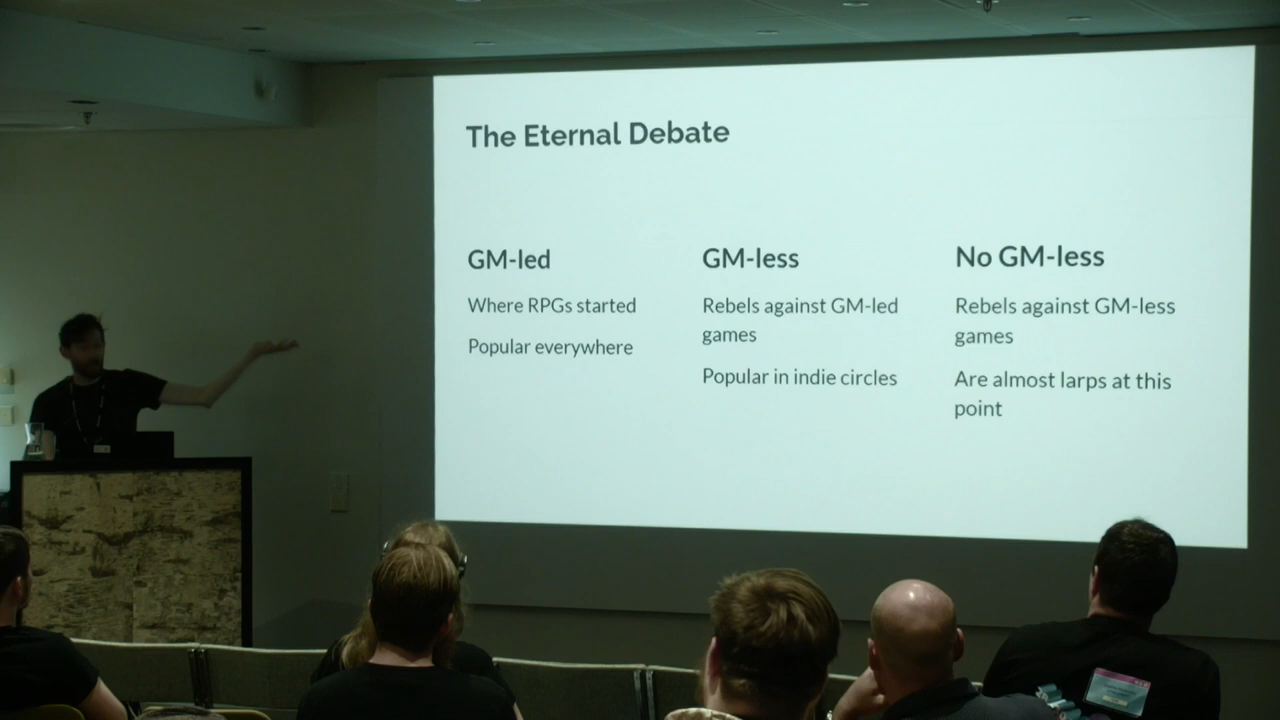 The Eternal Debate
GM-led
Where RPGs started
Popular everywhere
GM-less
Rebels against GM-led
games
Popular in indie circles
No GM-less
Rebels against GM-less
games
Are almost larps at this
point